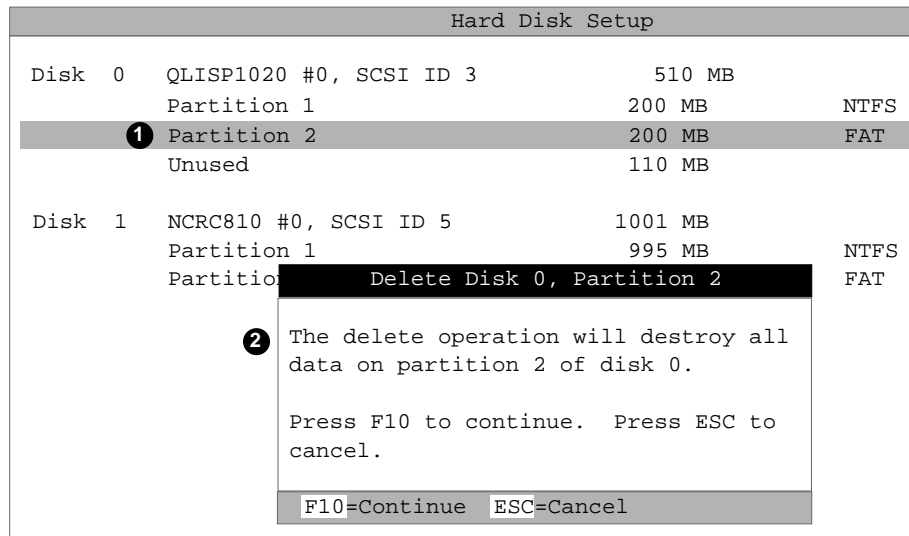 Hard Disk Setup
Disk 0 QLISP1020 #0, SCSI ID 3 510 MB
Partition 1 200 MB NTFS
1 Partition 2 200 MB FAT
Unused 110 MB
Disk 1 NCRC810 #0, SCSI ID 5 1001 MB
Partition 1 995 MB NTFS
Partitio FAT
Delete Disk 0, Partition 2
2 The delete operation will destroy all
data on partition 2 of disk 0.
Press F10 to continue. Press ESC to
cancel.
F10=Continue ESC=Cancel